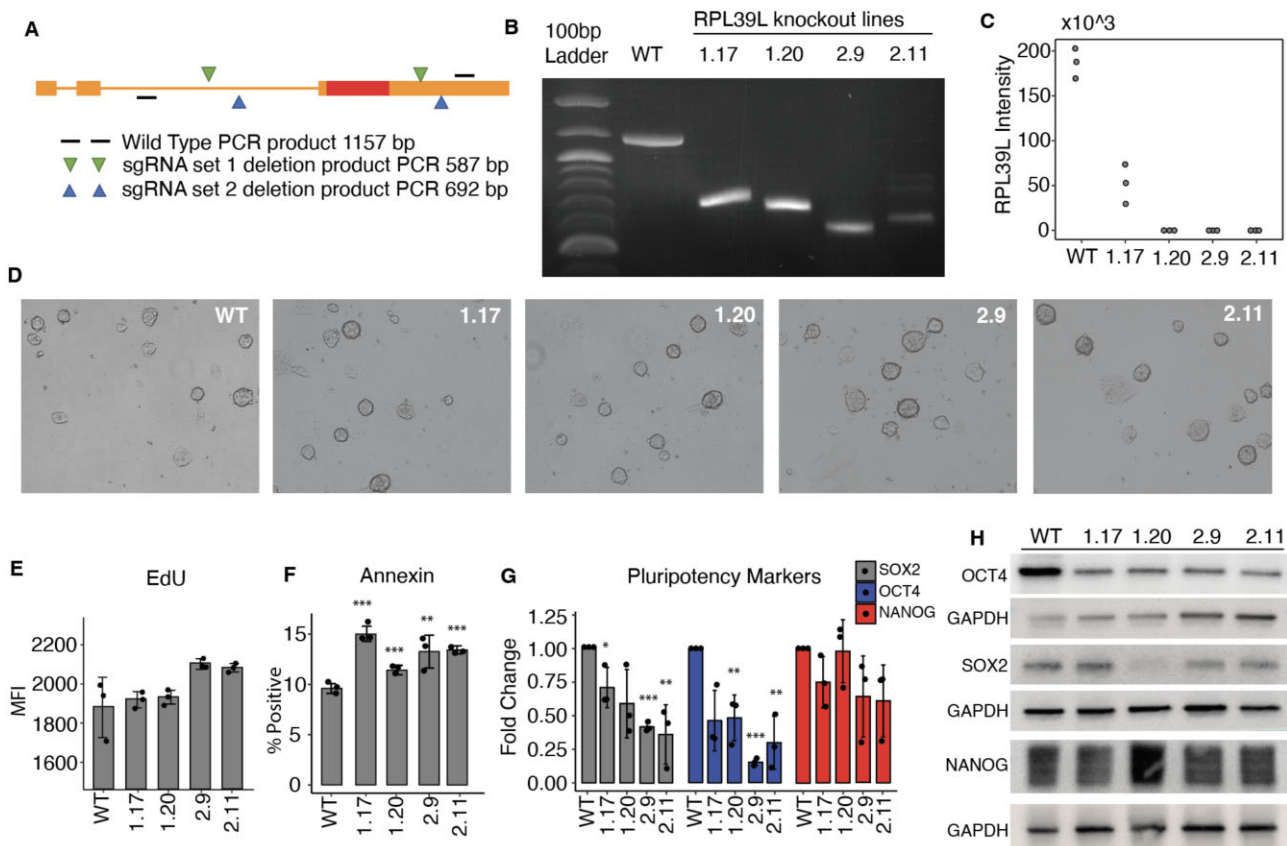 A
Wild Type PCR product 1157 bp
sgRNA set 1 deletion product PCR 587 bp
sgRNA set 2 deletion product PCR 692 bp
B
RPL39L knockout lines
100bp
Ladder WT 1.17 1.20 2.9 2.11
C
x10^3
RPL39L Intensity
200
150
100
50
0
WT 1.17 1.20 2.9 2.11
D
WT 1.17 1.20 2.9 2.11
E
EdU
MFI
2200
2000
1800
1600
WT 1.17 1.20 2.9 2.11
F
Annexin
% Positive
15
10
5
0
*** *** ** ***
WT 1.17 1.20 2.9 2.11
G
Pluripotency Markers
SOX2
OCT4
NANOG
Fold Change
1.25
1.00
0.75
0.50
0.25
0.00
* *** ** ** *** **
WT 1.17 1.20 2.9 2.11 WT 1.17 1.20 2.9 2.11 WT 1.17 1.20 2.9 2.11
H
WT 1.17 1.20 2.9 2.11
OCT4
GAPDH
SOX2
GAPDH
NANOG
GAPDH